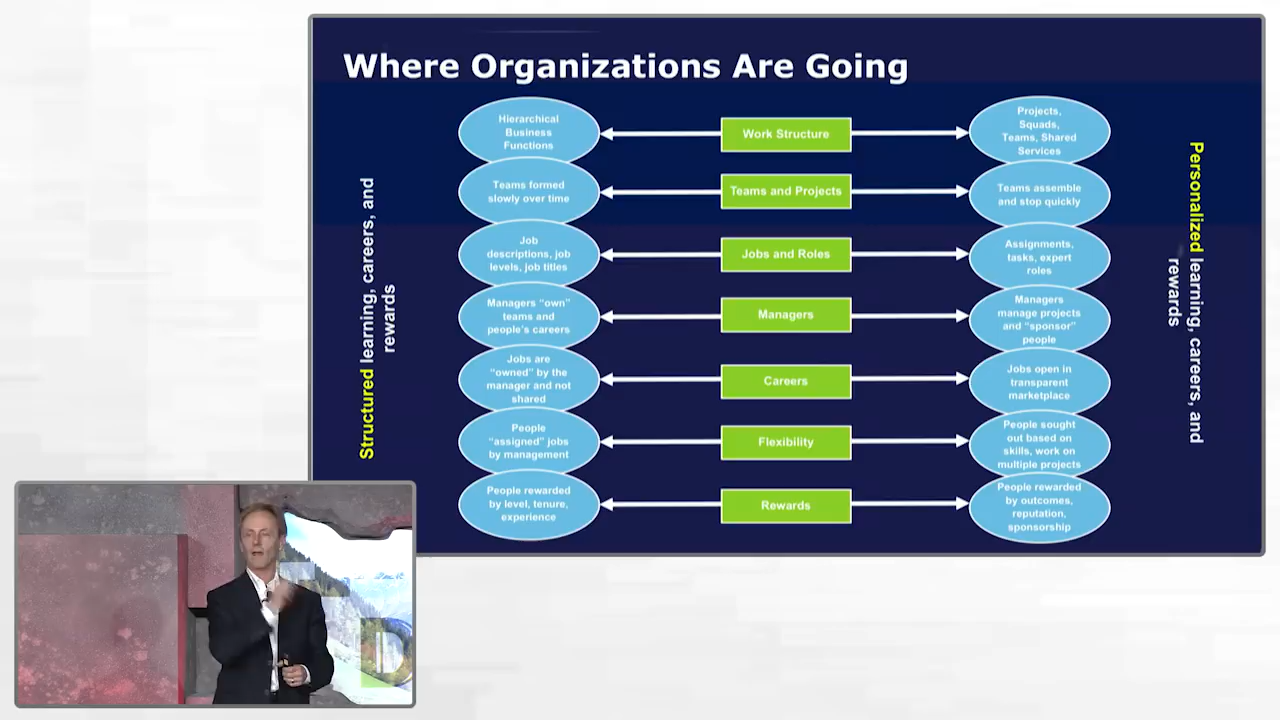 Where Organizations Are Going
Structured learning, careers, and
rewards
Hierarchical
Business
Functions
Work Structure
Projects,
Squads,
Teams, Shared
Services
Teams formed
slowly over time
Teams and Projects
Teams assemble
and stop quickly
Job
descriptions, job
levels, job titles
Jobs and Roles
Assignments,
tasks, expert
roles
Managers “own”
teams and
people’s careers
Managers
Managers
manage projects
and “sponsor”
people
Jobs are
“owned” by the
manager and not
shared
Careers
Jobs open in
transparent
marketplace
People
“assigned” jobs
by management
Flexibility
People sought
out based on
skills, work on
multiple projects
People rewarded
by level, tenure,
experience
Rewards
People rewarded
by outcomes,
reputation,
sponsorship
Personalized learning, careers, and
rewards
D